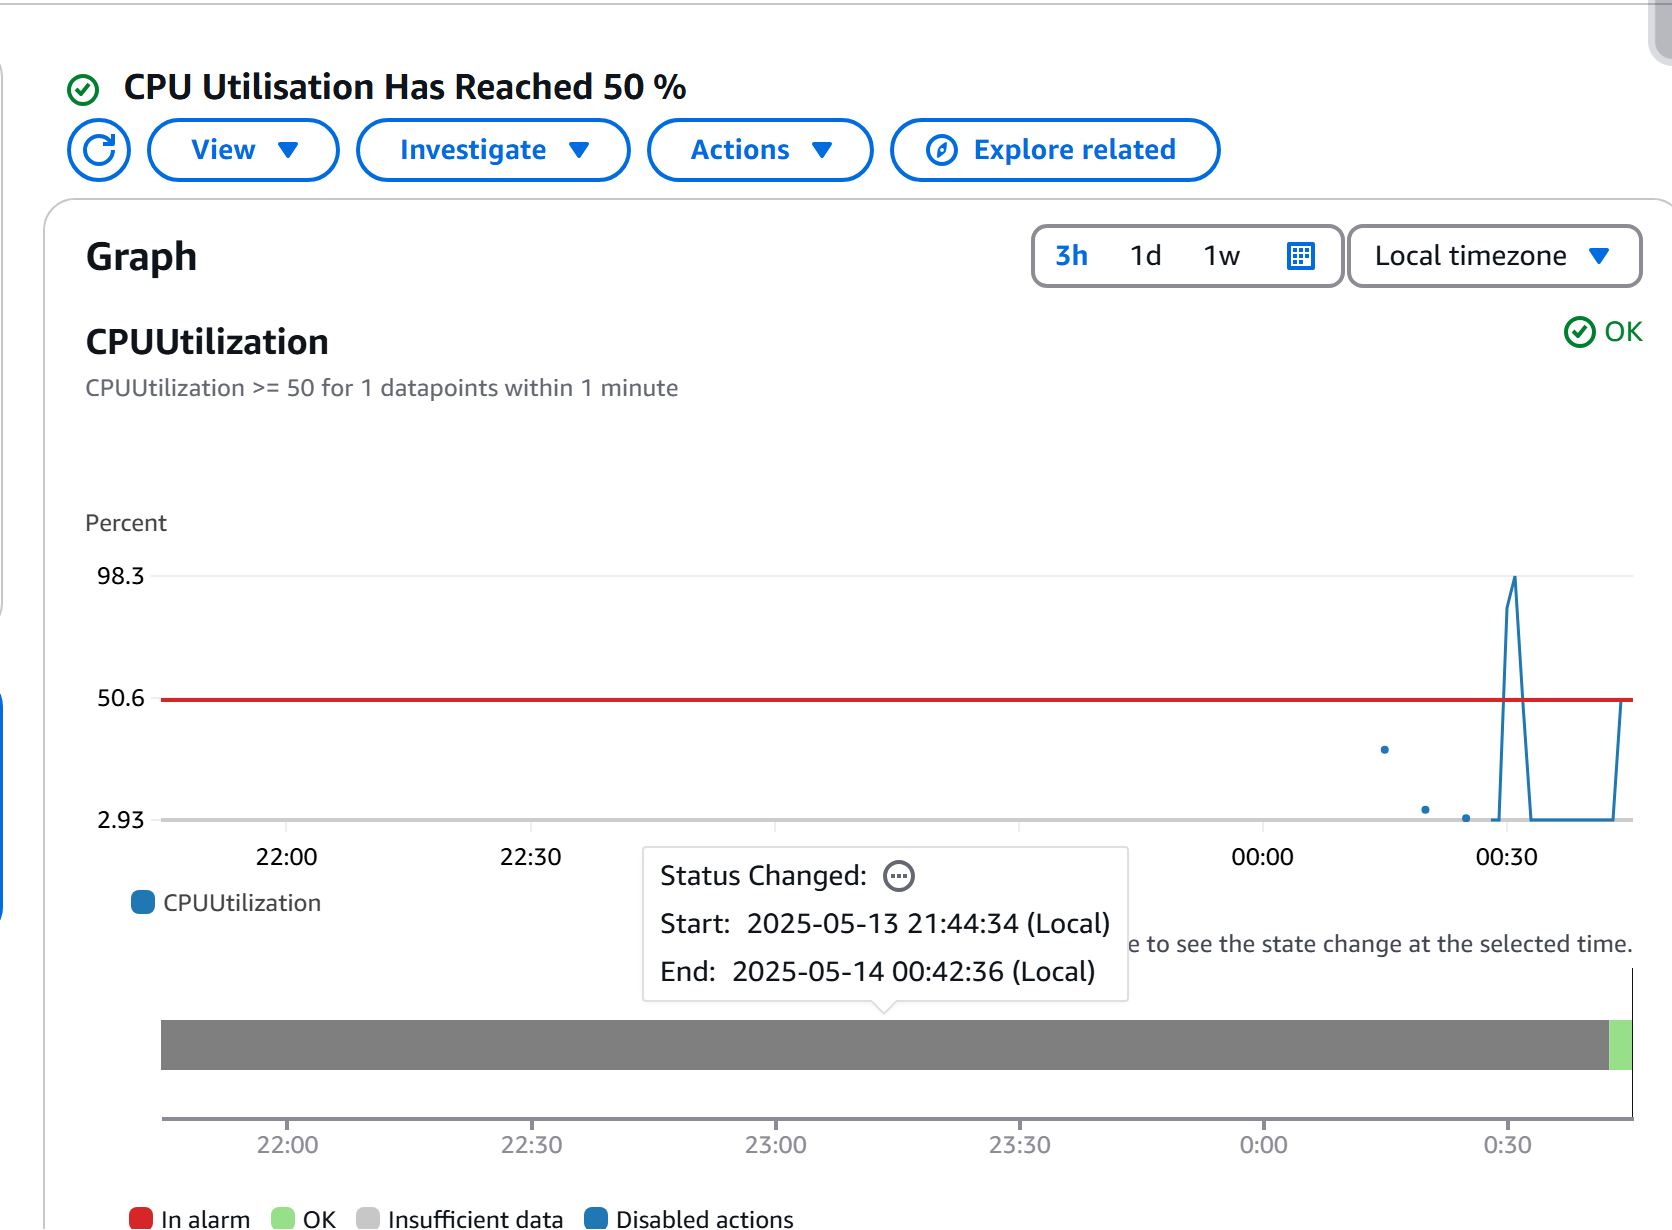 CPU Utilisation Has Reached 50 %
View Investigate Actions Explore related
Graph
3h 1d 1w Local timezone
CPUUtilization
OK
CPUUtilization >= 50 for 1 datapoints within 1 minute
Percent
98.3
50.6
2.93
22:00 22:30 00:00 00:30
CPUUtilization
Status Changed:
Start: 2025-05-13 21:44:34 (Local)
End: 2025-05-14 00:42:36 (Local)
e to see the state change at the selected time.
22:00 22:30 23:00 23:30 0:00 0:30
In alarm OK Insufficient data Disabled actions